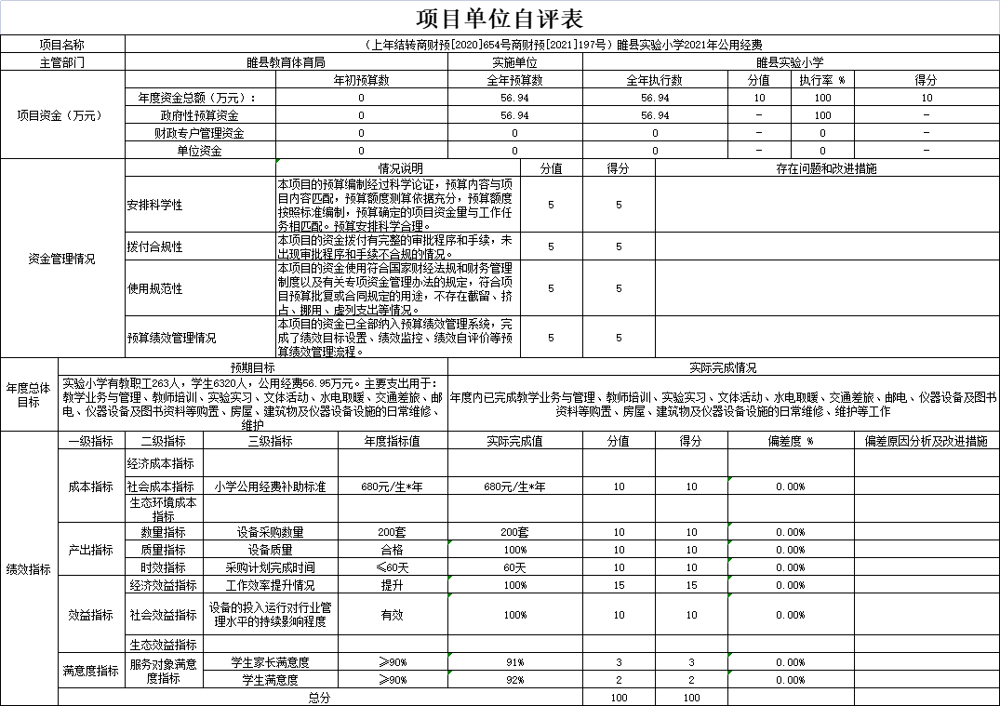 项目单位自评表
项目名称 （上年结转商财预[2020]654号商财预[2021]197号）睢县实验小学2021年公用经费
主管部门 睢县教育体育局 实施单位 睢县实验小学
项目资金（万元） 年初预算数 全年预算数 全年执行数 分值 执行率 % 得分
年度资金总额（万元）： 0 56.94 56.94 10 100 10
政府性预算资金 0 56.94 56.94 - 100 -
财政专户管理资金 0 0 0 - 0 -
单位资金 0 0 0 - 0 -
资金管理情况 情况说明 分值 得分 存在问题和改进措施
安排科学性
本项目的预算编制经过科学论证，预算内容与项
目内容匹配，预算额度测算依据充分，预算额度
按照标准编制，预算确定的项目资金量与工作任
务相匹配。预算安排科学合理。
5 5
拨付合规性
本项目的资金拨付有完整的审批程序和手续，未
出现审批程序和手续不合规的情况。
5 5
使用规范性
本项目的资金使用符合国家财经法规和财务管理
制度以及有关专项资金管理办法的规定，符合项
目预算批复或合同规定的用途，不存在截留、挤
占、挪用、虚列支出等情况。
5 5
预算绩效管理情况
本项目的资金已全部纳入预算绩效管理系统，完
成了绩效目标设置、绩效监控、绩效自评价等预
算绩效管理流程。
5 5
年度总体
目标
预期目标 实际完成情况
实验小学有教职工263人，学生6320人，公用经费56.95万元。主要支出用于：
教学业务与管理、教师培训、实验实习、文体活动、水电取暖、交通差旅、邮
电、仪器设备及图书资料等购置、房屋、建筑物及仪器设备设施的日常维修、
维护
年度内已完成教学业务与管理、教师培训、实验实习、文体活动、水电取暖、交通差旅、邮电、仪器设备及图书
资料等购置、房屋、建筑物及仪器设备设施的日常维修、维护等工作
绩效指标 一级指标 二级指标 三级指标 年度指标值 实际完成值 分值 得分 偏差度 % 偏差原因分析及改进措施
成本指标 经济成本指标
社会成本指标 小学公用经费补助标准 680元/生*年 680元/生*年 10 10 0.00%
生态环境成本
指标
产出指标 数量指标 设备采购数量 200套 200套 10 10 0.00%
质量指标 设备质量 合格 100% 10 10 0.00%
时效指标 采购计划完成时间 ≤60天 60天 10 10 0.00%
效益指标 经济效益指标 工作效率提升情况 提升 100% 15 15 0.00%
社会效益指标
设备的投入运行对行业管
理水平的持续影响程度
有效 100% 10 10 0.00%
生态效益指标
满意度指标
服务对象满意
度指标
学生家长满意度 ≥90% 91% 3 3 0.00%
学生满意度 ≥90% 92% 2 2 0.00%
总分 100 100